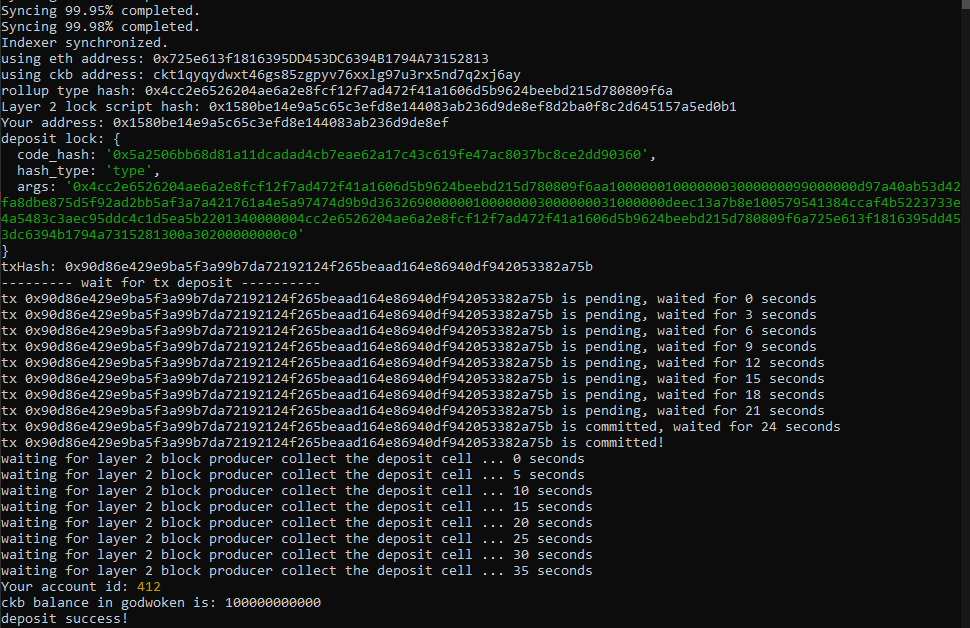 Syncing 99.95% completed.
Syncing 99.98% completed.
Indexer synchronized.
using eth address: 0x725e613f1816395DD453DC6394B1794A73152813
using ckb address: ckt1qyqydwxt46gs85zgpyv76xxlg97u3rx5nd7q2xj6ay
rollup type hash: 0x4cc2e6526204ae6a2e8fcf12f7ad472f41a1606d5b9624beebd215d780809f6a
Layer 2 lock script hash: 0x1580be14e9a5c65c3efd8e144083ab236d9de8ef8d2ba0f8c2d645157a5ed0b1
Your address: 0x1580be14e9a5c65c3efd8e144083ab236d9de8ef
deposit lock: {
  code_hash: '0x5a2506bb68d81a11dcadad4cb7eae62a17c43c619fe47ac8037bc8ce2dd90360',
  hash_type: 'type',
  args: '0x4cc2e6526204ae6a2e8fcf12f7ad472f41a1606d5b9624beebd215d780809f6aa10000001000000030000000099000000d97a40ab53d42
fa8dbe875d5f92ad2bb5af3a7a421761a4e5a97474d9b9d3632690000001000000030000000031000000deec13a7b8e100579541384ccaf4b5223733e
4a5483c3aec95ddc4c1d5ea5b2201340000004cc2e6526204ae6a2e8fcf12f7ad472f41a1606d5b9624beebd215d780809f6a725e613f1816395dd45
3dc6394b1794a7315281300a30200000000c0'
}
txHash: 0x90d86e429e9ba5f3a99b7da72192124f265beaad164e86940df942053382a75b
--------- wait for tx deposit ----------
tx 0x90d86e429e9ba5f3a99b7da72192124f265beaad164e86940df942053382a75b is pending, waited for 0 seconds
tx 0x90d86e429e9ba5f3a99b7da72192124f265beaad164e86940df942053382a75b is pending, waited for 3 seconds
tx 0x90d86e429e9ba5f3a99b7da72192124f265beaad164e86940df942053382a75b is pending, waited for 6 seconds
tx 0x90d86e429e9ba5f3a99b7da72192124f265beaad164e86940df942053382a75b is pending, waited for 9 seconds
tx 0x90d86e429e9ba5f3a99b7da72192124f265beaad164e86940df942053382a75b is pending, waited for 12 seconds
tx 0x90d86e429e9ba5f3a99b7da72192124f265beaad164e86940df942053382a75b is pending, waited for 15 seconds
tx 0x90d86e429e9ba5f3a99b7da72192124f265beaad164e86940df942053382a75b is pending, waited for 18 seconds
tx 0x90d86e429e9ba5f3a99b7da72192124f265beaad164e86940df942053382a75b is pending, waited for 21 seconds
tx 0x90d86e429e9ba5f3a99b7da72192124f265beaad164e86940df942053382a75b is committed, waited for 24 seconds
tx 0x90d86e429e9ba5f3a99b7da72192124f265beaad164e86940df942053382a75b is committed!
waiting for layer 2 block producer collect the deposit cell ... 0 seconds
waiting for layer 2 block producer collect the deposit cell ... 5 seconds
waiting for layer 2 block producer collect the deposit cell ... 10 seconds
waiting for layer 2 block producer collect the deposit cell ... 15 seconds
waiting for layer 2 block producer collect the deposit cell ... 20 seconds
waiting for layer 2 block producer collect the deposit cell ... 25 seconds
waiting for layer 2 block producer collect the deposit cell ... 30 seconds
waiting for layer 2 block producer collect the deposit cell ... 35 seconds
Your account id: 412
ckb balance in godwoken is: 100000000000
deposit success!